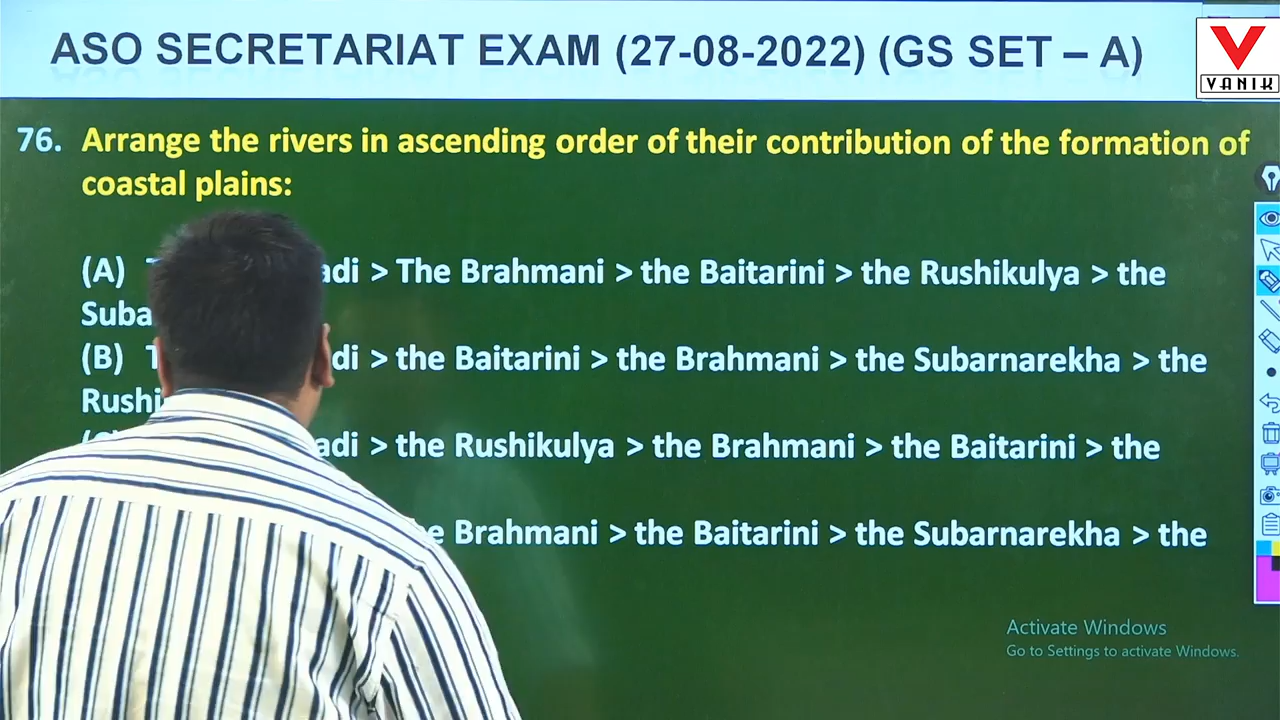 ASO SECRETARIAT EXAM (27-08-2022) (GS SET – A)
VANIK
76. Arrange the rivers in ascending order of their contribution of the formation of
coastal plains:
(A) adi > The Brahmani > the Baitarini > the Rushikulya > the
Suba
(B) adi > the Baitarini > the Brahmani > the Subarnarekha > the
Rushi
adi > the Rushikulya > the Brahmani > the Baitarini > the
Brahmani > the Baitarini > the Subarnarekha > the
Activate Windows
Go to Settings to activate Windows.